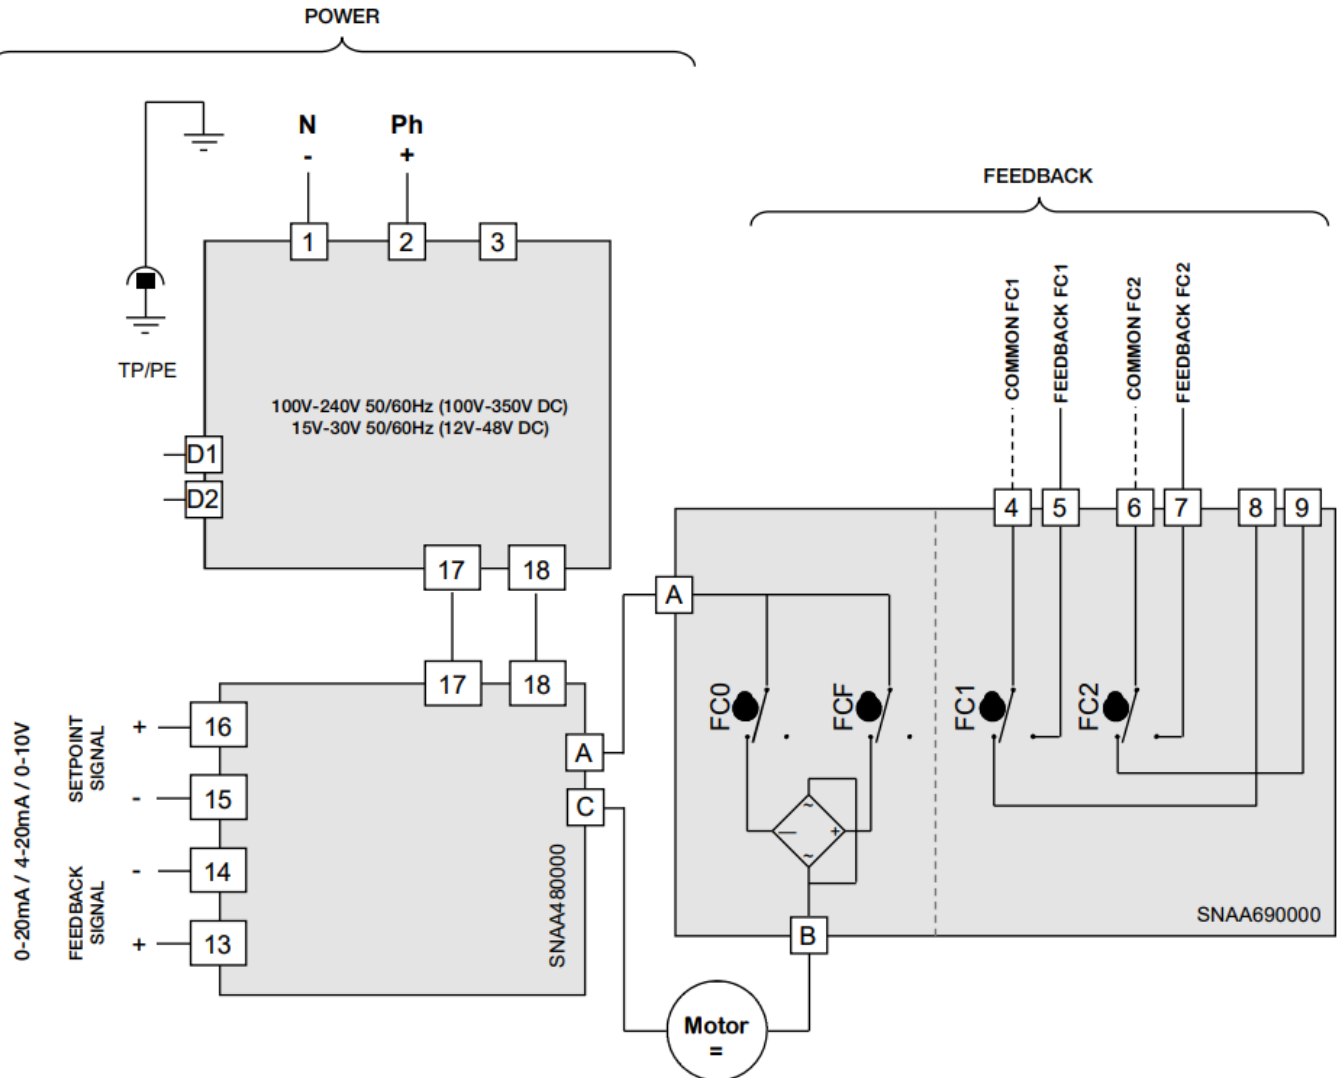 POWER
N
Ph
-
+
FEEDBACK
1
2
3
COMMON FC1
FEEDBACK FC1
COMMON FC2
FEEDBACK FC2
TP/PE
100V-240V 50/60Hz (100V-350V DC)
15V-30V 50/60Hz (12V-48V DC)
D1
D2
4
5
6
7
8
9
17
18
A
17
18
FC0
FCF
FC1
FC2
0-20mA / 4-20mA / 0-10V
SETPOINT
SIGNAL
+
16
-
15
A
C
FEEDBACK
SIGNAL
-
14
+
13
SNAA480000
~
—
+
~
SNAA690000
B
Motor
=